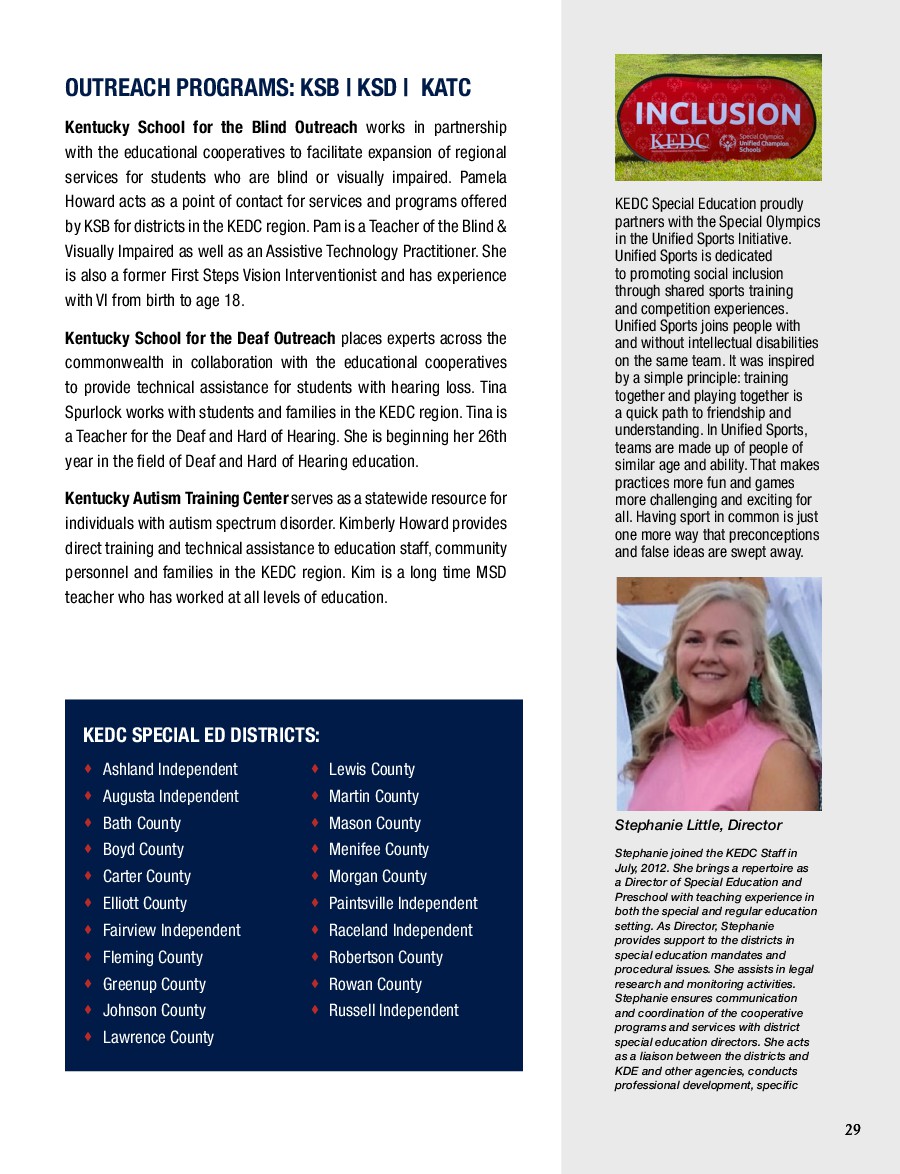 OUTREACH PROGRAMS: KSB | KSD | KATC
Kentucky School for the Blind Outreach works in partnership
with the educational cooperatives to facilitate expansion of regional
services for students who are blind or visually impaired. Pamela
Howard acts as a point of contact for services and programs offered
by KSB for districts in the KEDC region. Pam is a Teacher of the Blind &
Visually Impaired as well as an Assistive Technology Practitioner. She
is also a former First Steps Vision Interventionist and has experience
with VI from birth to age 18.
Kentucky School for the Deaf Outreach places experts across the
commonwealth in collaboration with the educational cooperatives
to provide technical assistance for students with hearing loss. Tina
Spurlock works with students and families in the KEDC region. Tina is
a Teacher for the Deaf and Hard of Hearing. She is beginning her 26th
year in the field of Deaf and Hard of Hearing education.
Kentucky Autism Training Center serves as a statewide resource for
individuals with autism spectrum disorder. Kimberly Howard provides
direct training and technical assistance to education staff, community
personnel and families in the KEDC region. Kim is a long time MSD
teacher who has worked at all levels of education.
KEDC SPECIAL ED DISTRICTS:
Ashland Independent
Augusta Independent
Bath County
Boyd County
Carter County
Elliott County
Fairview Independent
Fleming County
Greenup County
Johnson County
Lawrence County
Lewis County
Martin County
Mason County
Menifee County
Morgan County
Paintsville Independent
Raceland Independent
Robertson County
Rowan County
Russell Independent
INCLUSION
KEDC
Special Olympics
Unified Champion
Schools
KEDC Special Education proudly
partners with the Special Olympics
in the Unified Sports Initiative.
Unified Sports is dedicated
to promoting social inclusion
through shared sports training
and competition experiences.
Unified Sports joins people with
and without intellectual disabilities
on the same team. It was inspired
by a simple principle: training
together and playing together is
a quick path to friendship and
understanding. In Unified Sports,
teams are made up of people of
similar age and ability. That makes
practices more fun and games
more challenging and exciting for
all. Having sport in common is just
one more way that preconceptions
and false ideas are swept away.
Stephanie Little, Director
Stephanie joined the KEDC Staff in
July, 2012. She brings a repertoire as
a Director of Special Education and
Preschool with teaching experience in
both the special and regular education
setting. As Director, Stephanie
provides support to the districts in
special education mandates and
procedural issues. She assists in legal
research and monitoring activities.
Stephanie ensures communication
and coordination of the cooperative
programs and services with district
special education directors. She acts
as a liaison between the districts and
KDE and other agencies, conducts
professional development, specific
29